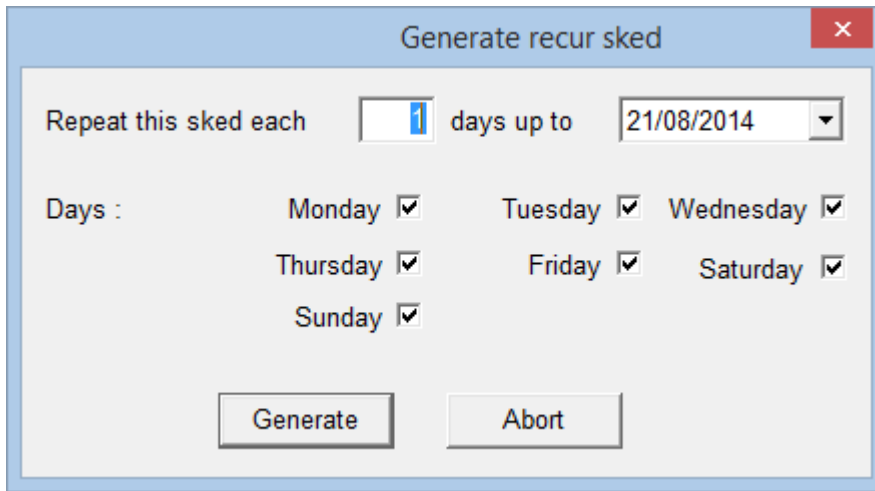 Generate recur sked
Repeat this sked each 1 days up to 21/08/2014
Days : Monday Tuesday Wednesday
Thursday Friday Saturday
Sunday
Generate Abort